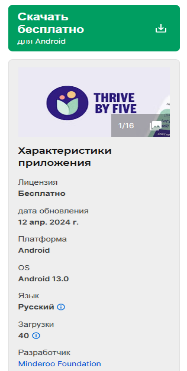 Скачать
бесплатно
для Android
THRIVE
BY FIVE
1/16
Характеристики
приложения
Лицензия
Бесплатно
дата обновления
12 апр. 2024 г.
Платформа
Android
OS
Android 13.0
Язык
Русский
Загрузки
40
Разработчик
Minderoo Foundation